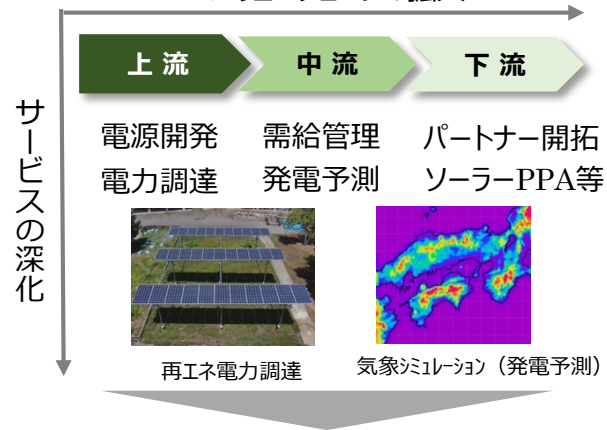 上流
中流
下流
サービスの深化
電源開発
需給管理
パートナー開拓
電力調達
発電予測
ソーラーPPA等
再エネ電力調達
気象ｼﾐｭﾚｰｼｮﾝ（発電予測）